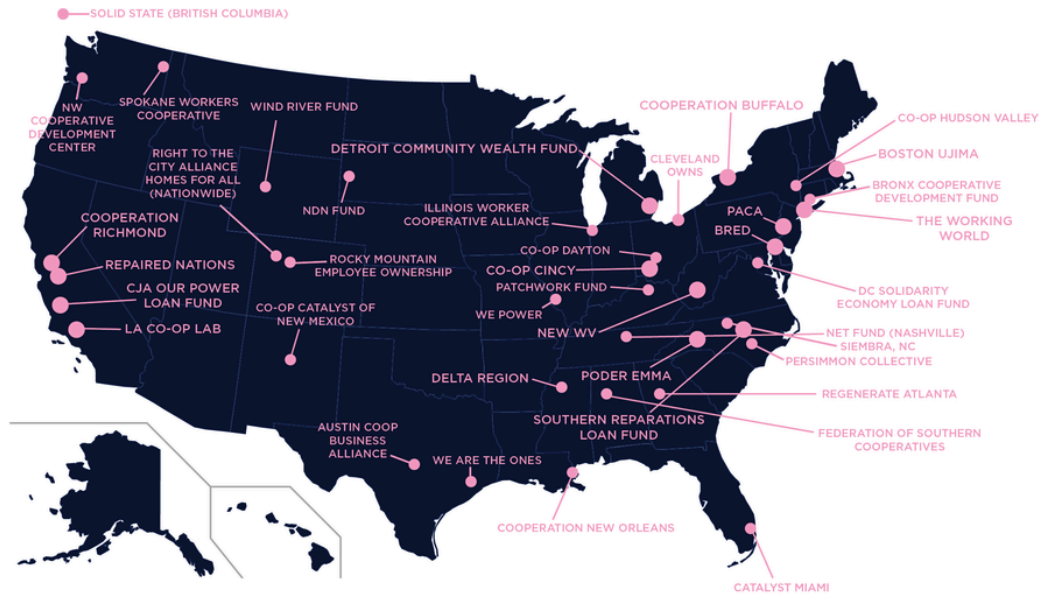 SOLID STATE (BRITISH COLUMBIA)
NW
COOPERATIVE
DEVELOPMENT
CENTER
SPOKANE WORKERS
COOPERATIVE
WIND RIVER FUND
RIGHT TO THE
CITY ALLIANCE
HOMES FOR ALL
(NATIONWIDE)
NDN FUND
DETROIT COMMUNITY WEALTH FUND
COOPERATION BUFFALO
CLEVELAND
OWNS
CO-OP HUDSON VALLEY
BOSTON UJIMA
BRONX COOPERATIVE
DEVELOPMENT FUND
THE WORKING
WORLD
PACA
BRED
ILLINOIS WORKER
COOPERATIVE ALLIANCE
COOPERATION
RICHMOND
REPAIRED NATIONS
CJA OUR POWER
LOAN FUND
LA CO-OP LAB
ROCKY MOUNTAIN
EMPLOYEE OWNERSHIP
CO-OP CATALYST OF
NEW MEXICO
CO-OP DAYTON
CO-OP CINCY
PATCHWORK FUND
WE POWER
NEW WV
DC SOLIDARITY
ECONOMY LOAN FUND
NET FUND (NASHVILLE)
SIEMBRA, NC
PERSIMMON COLLECTIVE
DELTA REGION
PODER EMMA
REGENERATE ATLANTA
SOUTHERN REPARATIONS
LOAN FUND
FEDERATION OF SOUTHERN
COOPERATIVES
AUSTIN COOP
BUSINESS
ALLIANCE
WE ARE THE ONES
COOPERATION NEW ORLEANS
CATALYST MIAMI